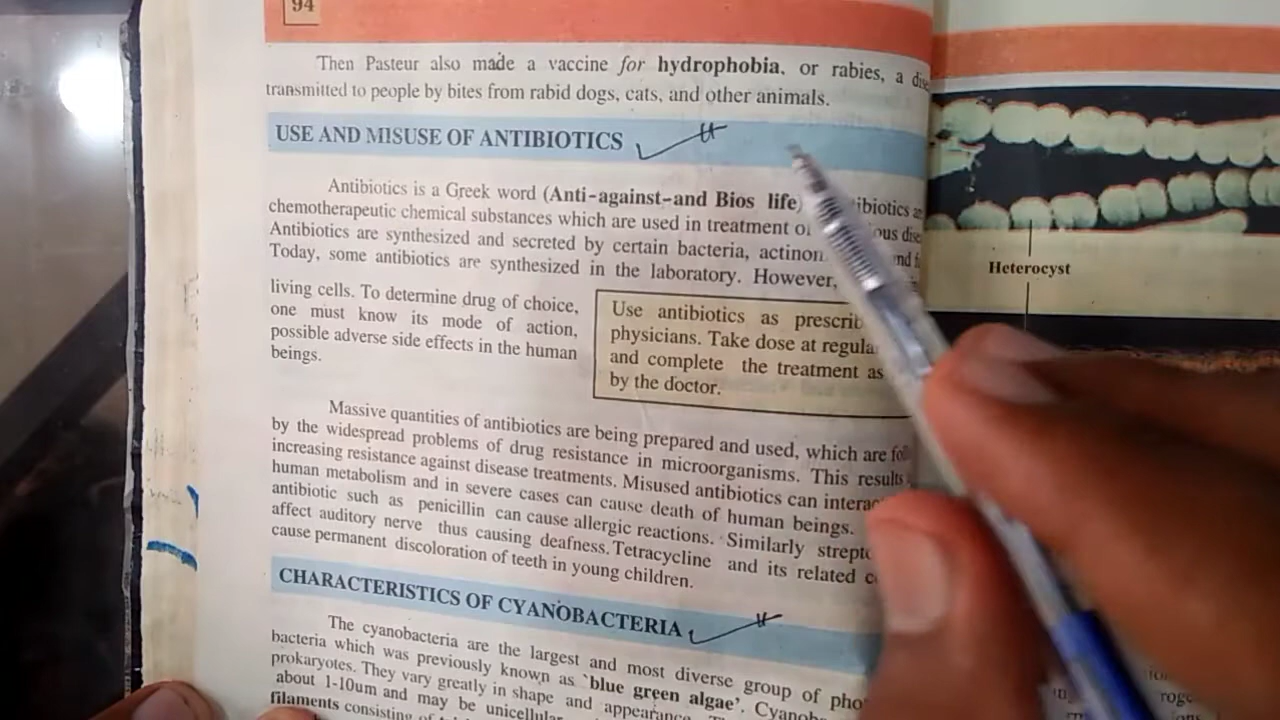 94
Then Pasteur also made a vaccine for hydrophobia, or rabies, a
transmitted to people by bites from rabid dogs, cats, and other animals.
USE AND MISUSE OF ANTIBIOTICS
Antibiotics is a Greek word (Anti-against-and Bios life)
chemotherapeutic chemical substances which are used in treatment
Antibiotics are synthesized and secreted by certain bacteria,
Today, some antibiotics are synthesized in the laboratory. However,
living cells. To determine drug of choice,
one must know its mode of action,
possible adverse side effects in the human
beings.
Use antibiotics as
physicians. Take dose at
and complete the treatment as
by the doctor.
Massive quantities of antibiotics are being prepared and used, which are
by the widespread problems of drug resistance in microorganisms. This results
increasing resistance against disease treatments. Misused antibiotics can
human metabolism and in severe cases can cause death of human beings.
antibiotic such as penicillin can cause allergic reactions. Similarly
affect auditory nerve thus causing deafness. Tetracycline and its related
cause permanent discoloration of teeth in young children.
CHARACTERISTICS OF CYANOBACTERIA
The cyanobacteria are the largest and most diverse group of
bacteria which was previously known as `blue green algae'.
prokaryotes. They vary greatly in shape and appearance.
about 1-10um and may be
filaments consisting of
Heterocyst